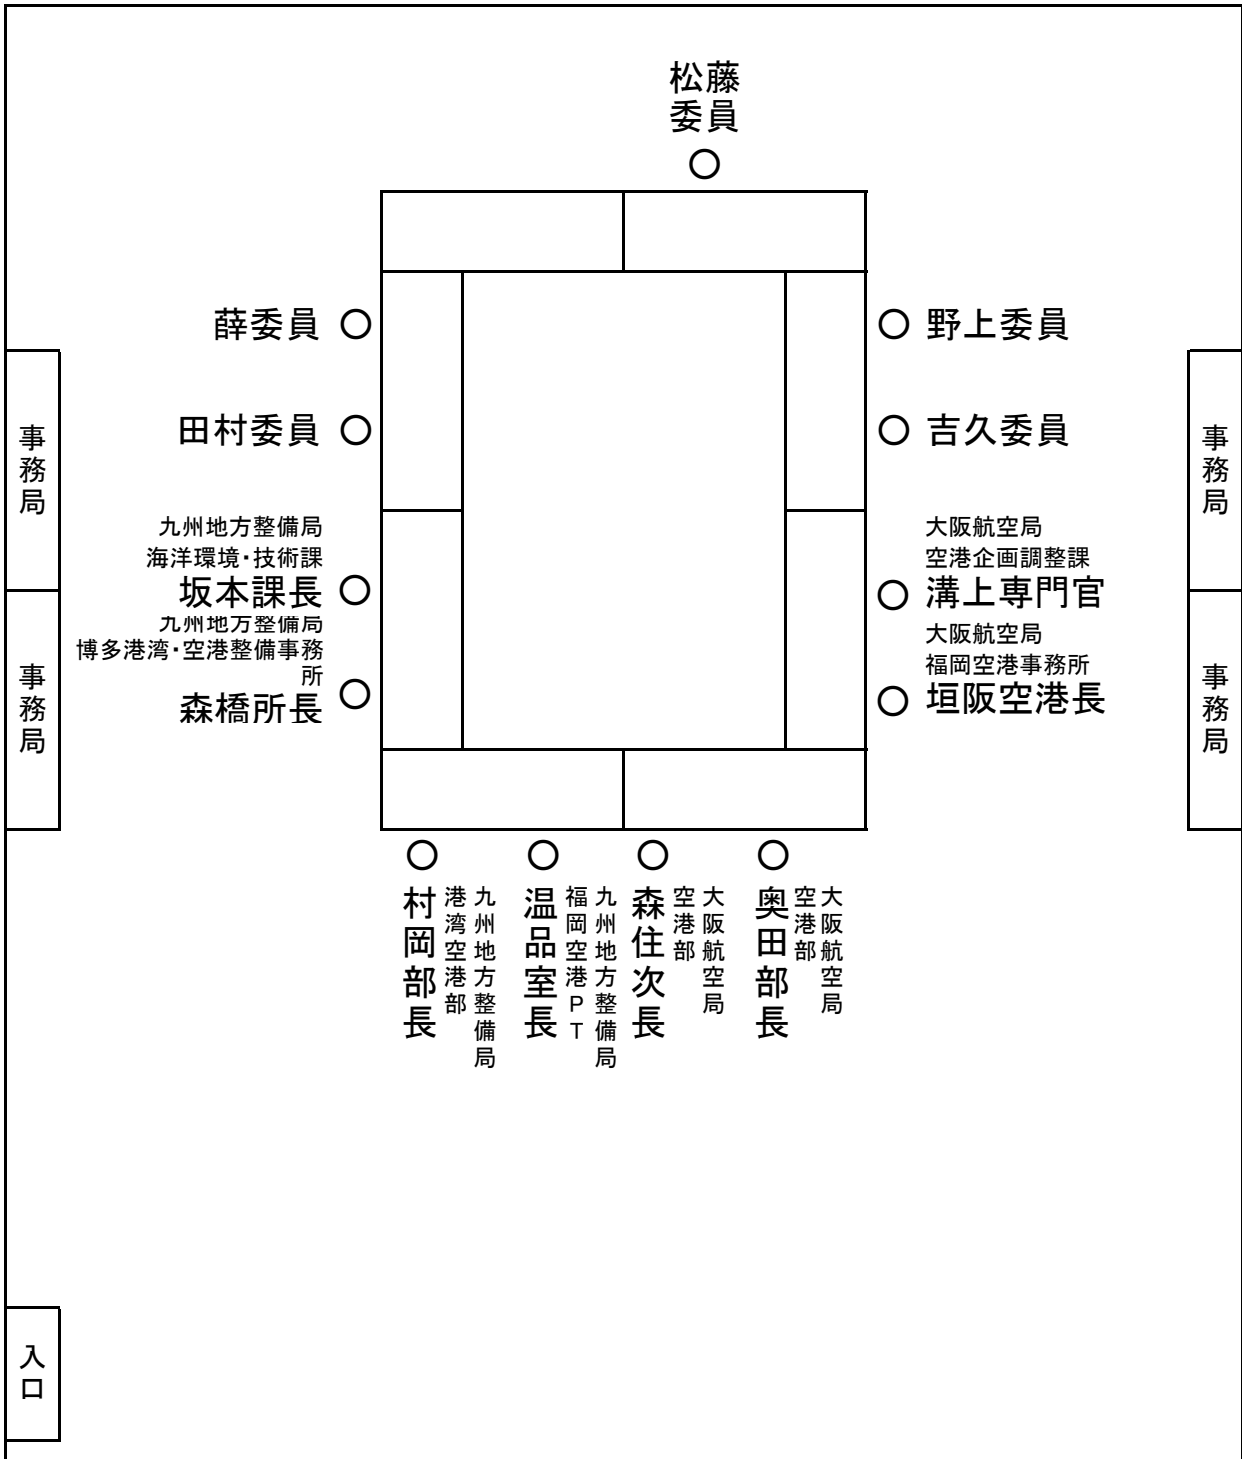 松藤
委員
薛委員
野上委員
田村委員
吉久委員
事務局
事務局
九州地方整備局
海洋環境・技術課
坂本課長
九州地方整備局
博多港湾・空港整備事務
所
森橋所長
大阪航空局
空港企画調整課
溝上専門官
大阪航空局
福岡空港事務所
垣阪空港長
事務局
事務局
九州地方整備局
港湾空港部
村岡部長
九州地方整備局
福岡空港PT
温品室長
大阪航空局
空港部
森住次長
大阪航空局
空港部
奥田部長
入口